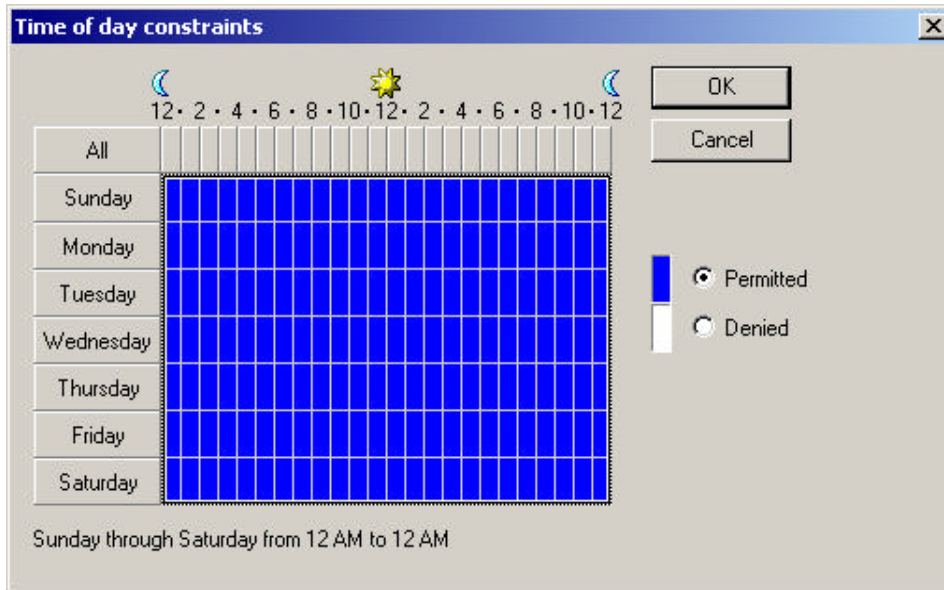 Time of day constraints
12 · 2 · 4 · 6 · 8 · 10 · 12 · 2 · 4 · 6 · 8 · 10 · 12
OK
Cancel
All
Sunday
Monday
Tuesday
Wednesday
Thursday
Friday
Saturday
Permitted
Denied
Sunday through Saturday from 12 AM to 12 AM